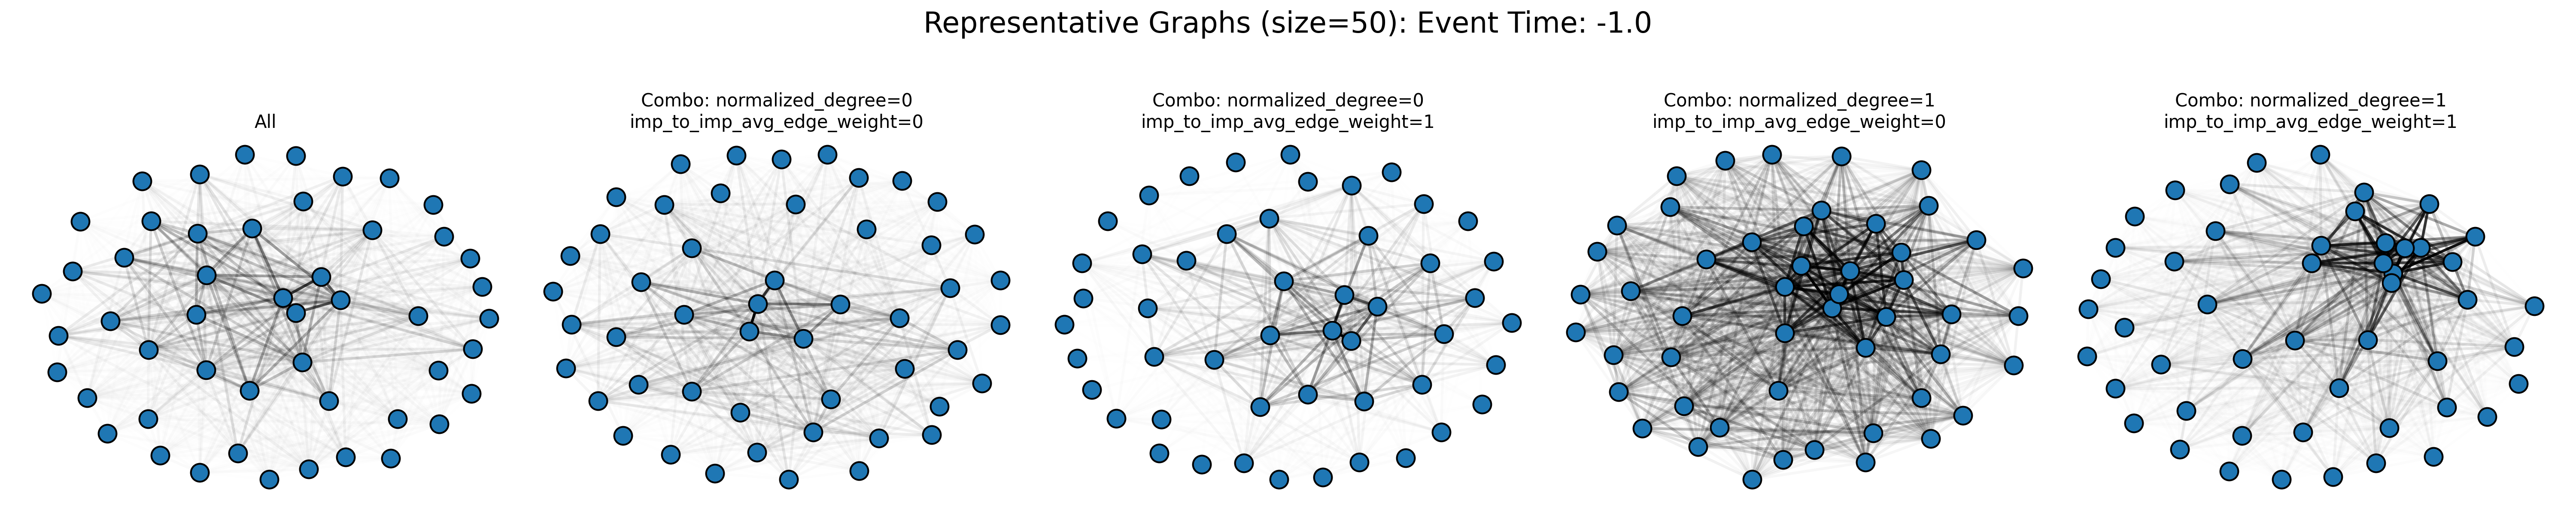 Representative Graphs (size=50): Event Time: -1.0
All
Combo: normalized_degree=0
imp_to_imp_avg_edge_weight=0
Combo: normalized_degree=0
imp_to_imp_avg_edge_weight=1
Combo: normalized_degree=1
imp_to_imp_avg_edge_weight=0
Combo: normalized_degree=1
imp_to_imp_avg_edge_weight=1